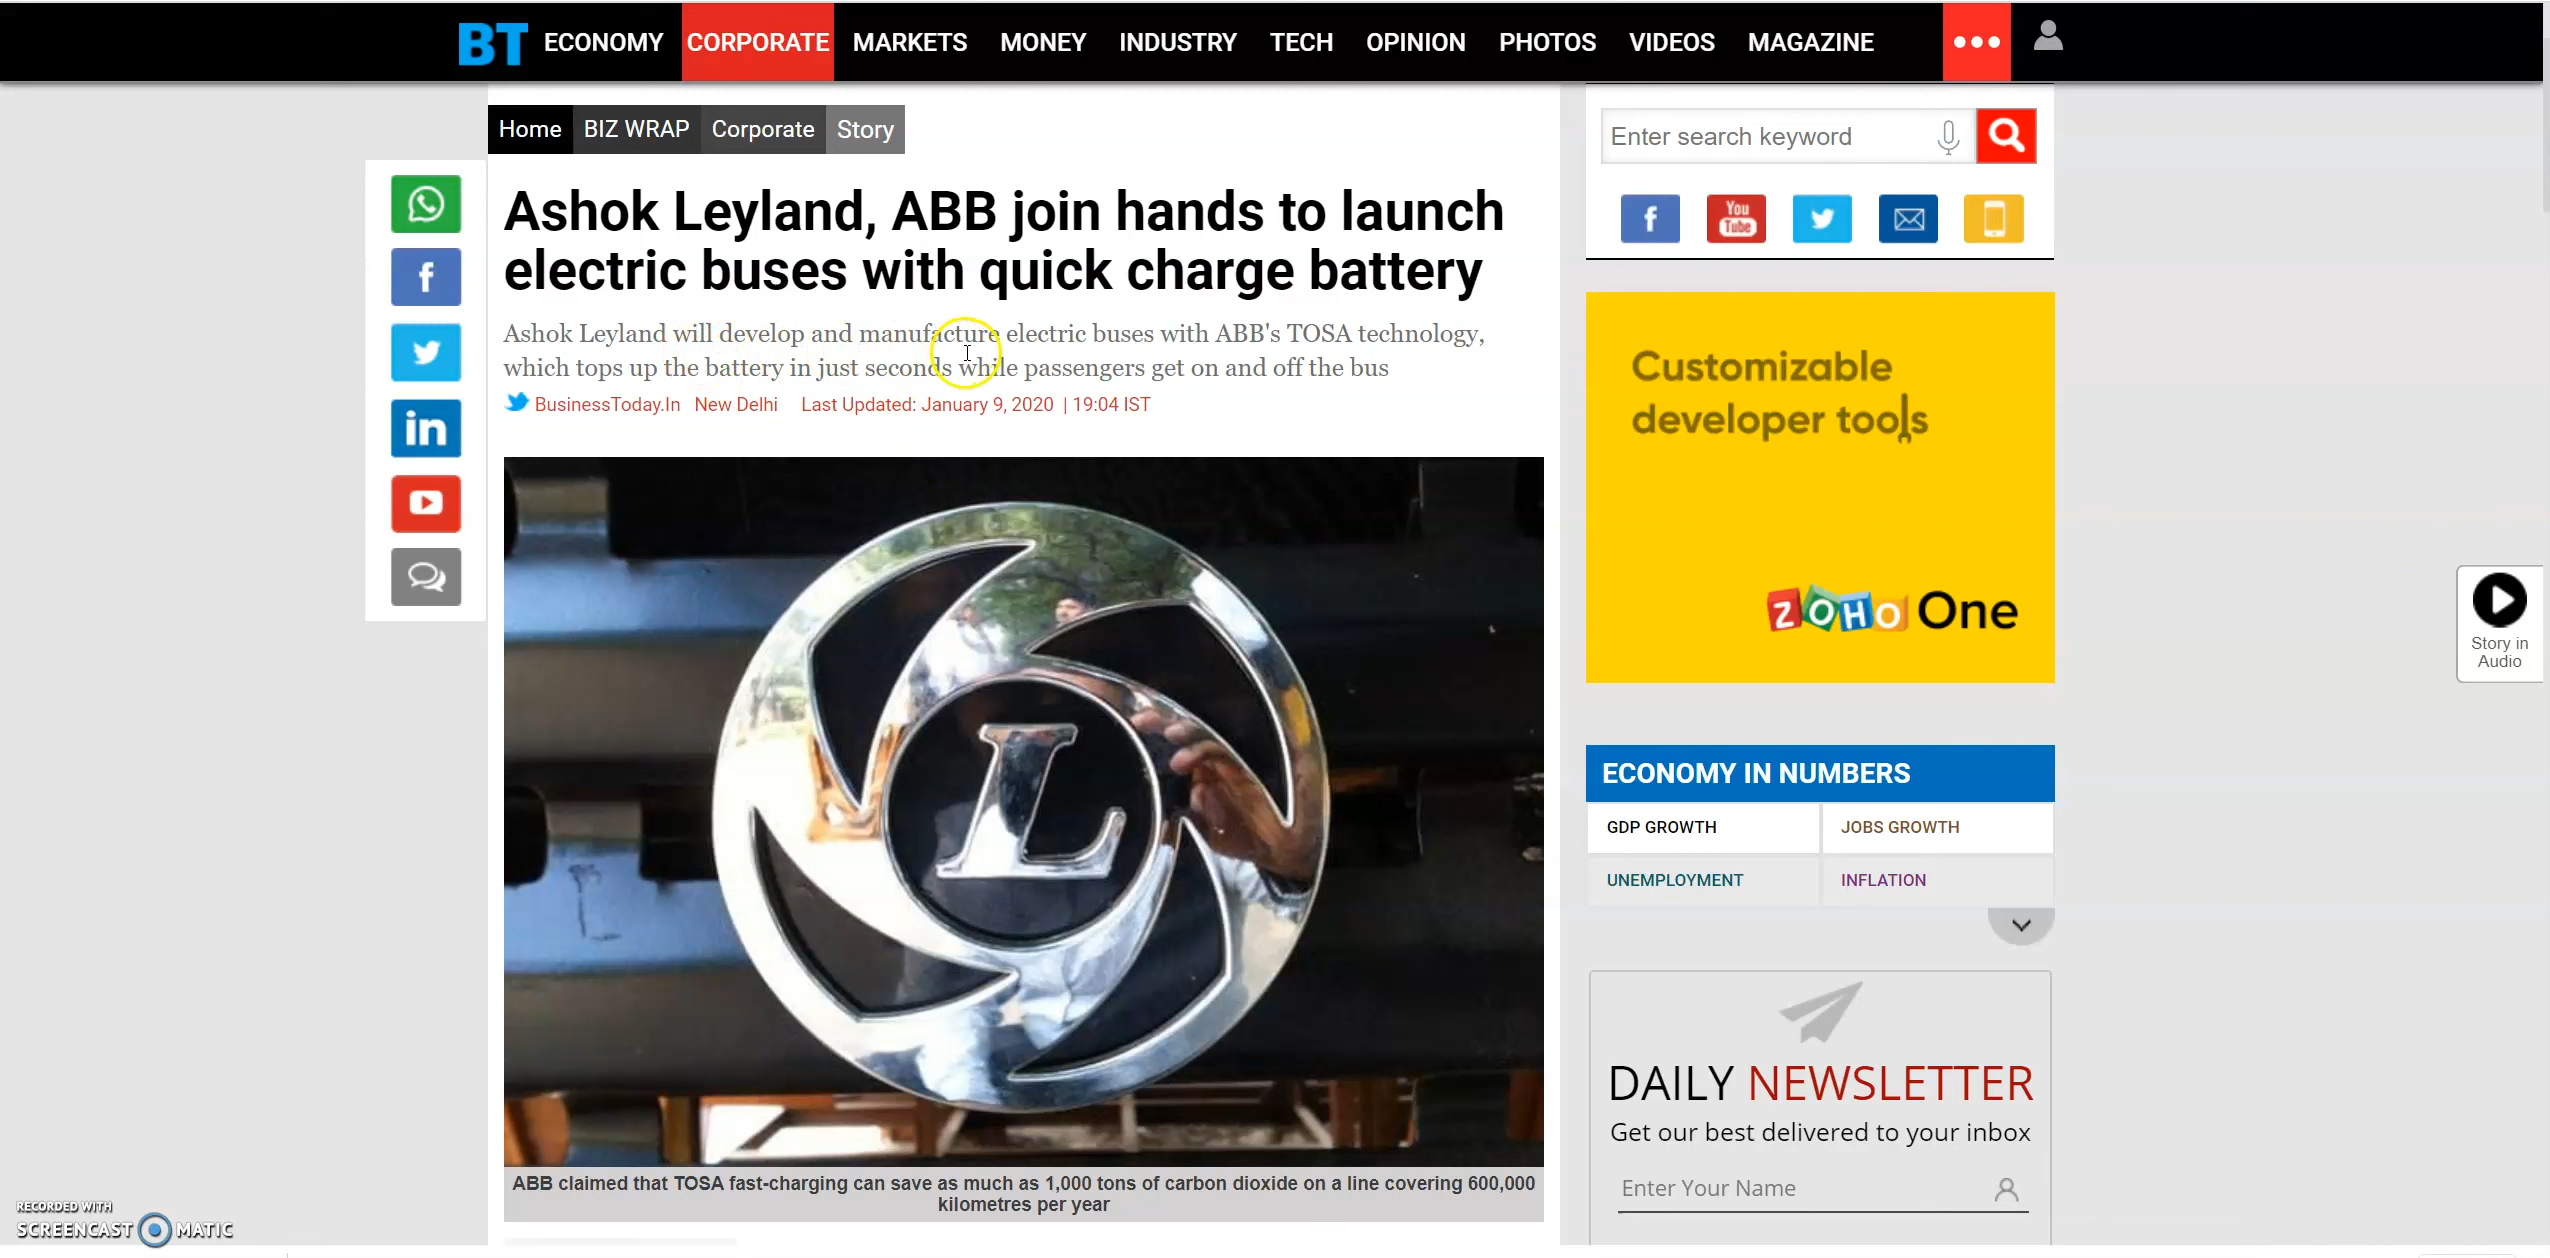 BT ECONOMY CORPORATE MARKETS MONEY INDUSTRY TECH OPINION PHOTOS VIDEOS MAGAZINE
Home BIZ WRAP Corporate Story
Enter search keyword
Ashok Leyland, ABB join hands to launch
electric buses with quick charge battery
Ashok Leyland will develop and manufacture electric buses with ABB's TOSA technology,
which tops up the battery in just seconds while passengers get on and off the bus
BusinessToday.In New Delhi Last Updated: January 9, 2020 | 19:04 IST
f
in
f
You
Tube
Customizable
developer tools
ZOHO One
Story in
Audio
L
ECONOMY IN NUMBERS
GDP GROWTH JOBS GROWTH
UNEMPLOYMENT INFLATION
DAILY NEWSLETTER
Get our best delivered to your inbox
Enter Your Name
ABB claimed that TOSA fast-charging can save as much as 1,000 tons of carbon dioxide on a line covering 600,000
kilometres per year
RECORDED WITH
SCREENCAST MATIC